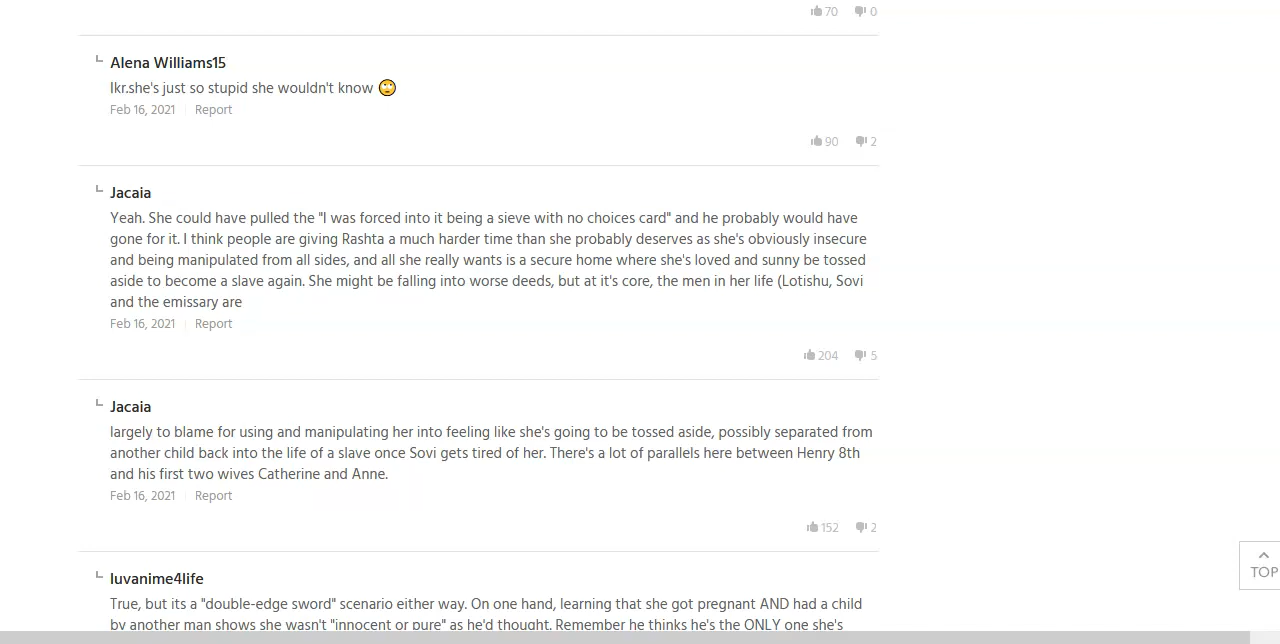 70 0
Alena Williams15
Ikr.she's just so stupid she wouldn't know 🙄
Feb 16, 2021 Report
90 2
Jacaia
Yeah. She could have pulled the "I was forced into it being a sieve with no choices card" and he probably would have
gone for it. I think people are giving Rashta a much harder time than she probably deserves as she's obviously insecure
and being manipulated from all sides, and all she really wants is a secure home where she's loved and sunny be tossed
aside to become a slave again. She might be falling into worse deeds, but at it's core, the men in her life (Lotishu, Sovi
and the emissary are
Feb 16, 2021 Report
204 5
Jacaia
largely to blame for using and manipulating her into feeling like she's going to be tossed aside, possibly separated from
another child back into the life of a slave once Sovi gets tired of her. There's a lot of parallels here between Henry 8th
and his first two wives Catherine and Anne.
Feb 16, 2021 Report
152 2
TOP
luvanime4life
True, but its a "double-edge sword" scenario either way. On one hand, learning that she got pregnant AND had a child
by another man shows she wasn't "innocent or pure" as he'd thought. Remember he thinks he's the ONLY one she's